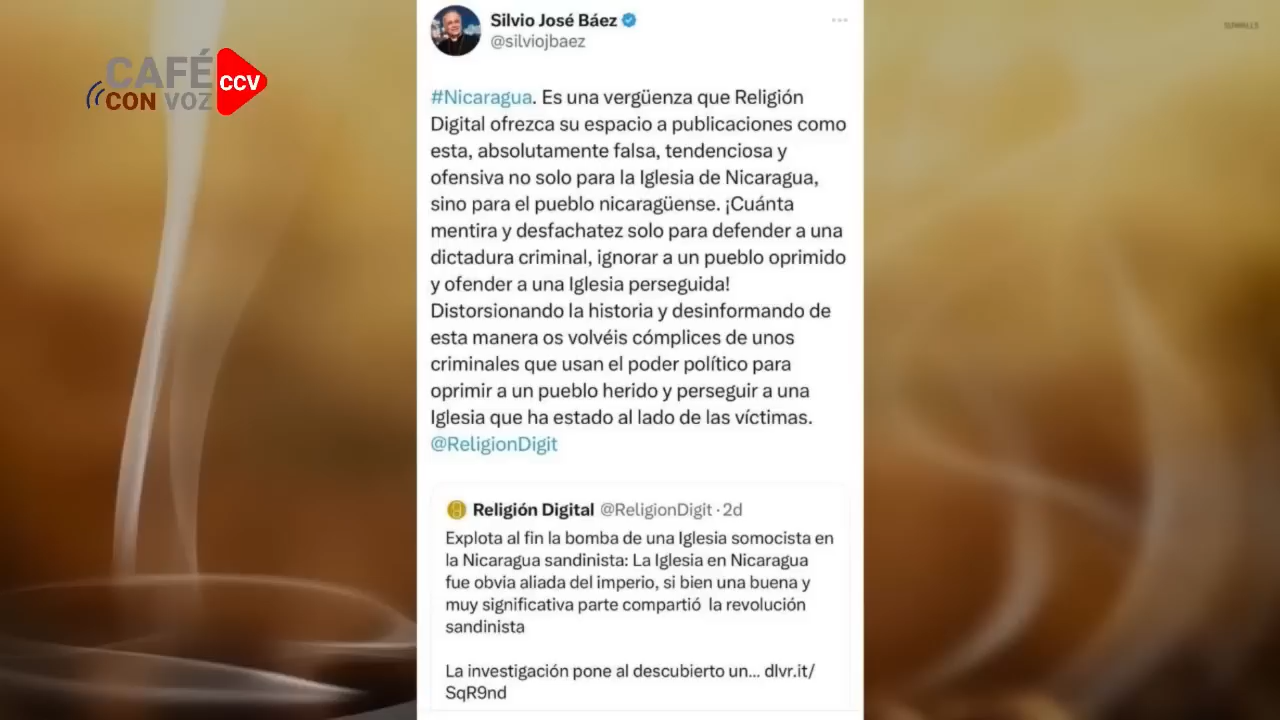 CAFÉ
CON VOZ
CCV
Silvio José Báez
@silviojbaez
#Nicaragua. Es una vergüenza que Religión
Digital ofrezca su espacio a publicaciones como
esta, absolutamente falsa, tendenciosa y
ofensiva no solo para la Iglesia de Nicaragua,
sino para el pueblo nicaragüense. ¡Cuánta
mentira y desfachatez solo para defender a una
dictadura criminal, ignorar a un pueblo oprimido
y ofender a una Iglesia perseguida!
Distorsionando la historia y desinformando de
esta manera os volvéis cómplices de unos
criminales que usan el poder político para
oprimir a un pueblo herido y perseguir a una
Iglesia que ha estado al lado de las víctimas.
@ReligionDigit
Religión Digital @ReligionDigit · 2d
Explota al fin la bomba de una Iglesia somocista en
la Nicaragua sandinista: La Iglesia en Nicaragua
fue obvia aliada del imperio, si bien una buena y
muy significativa parte compartió la revolución
sandinista
La investigación pone al descubierto un... dlvr.it/
SqR9nd